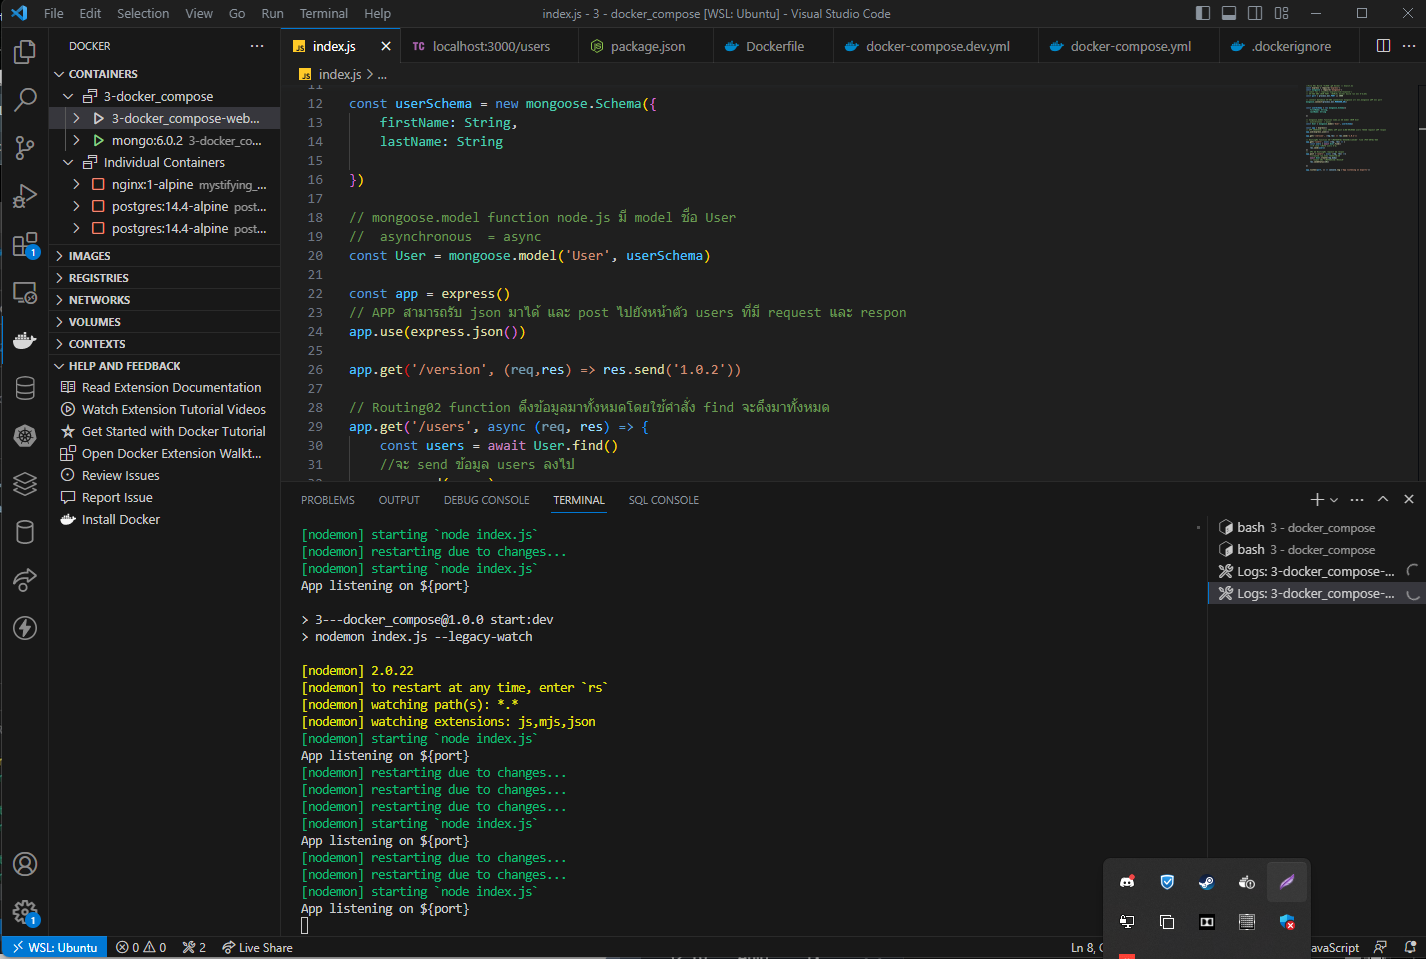 File Edit Selection View Go Run Terminal Help
index.js - 3 - docker_compose [WSL: Ubuntu] - Visual Studio Code
DOCKER
CONTAINERS
3-docker_compose
3-docker_compose-web...
mongo:6.0.2 3-docker_co...
Individual Containers
nginx:1-alpine mystifying_...
postgres:14.4-alpine post...
postgres:14.4-alpine post...
IMAGES
REGISTRIES
NETWORKS
VOLUMES
CONTEXTS
HELP AND FEEDBACK
Read Extension Documentation
Watch Extension Tutorial Videos
Get Started with Docker Tutorial
Open Docker Extension Walkt...
Review Issues
Report Issue
Install Docker
1
1
JS index.js
TC localhost:3000/users
package.json
Dockerfile
docker-compose.dev.yml
docker-compose.yml
.dockerignore
JS index.js > ...
11
12 const userSchema = new mongoose.Schema({
13 firstName: String,
14 lastName: String
15
16 })
17
18 // mongoose.model function node.js มี model ชื่อ User
19 //  asynchronous  = async
20 const User = mongoose.model('User', userSchema)
21
22 const app = express()
23 // APP สามารถรับ json มาได้ และ post ไปยังหน้าตัว users ที่มี request และ respon
24 app.use(express.json())
25
26 app.get('/version', (req,res) => res.send('1.0.2'))
27
28 // Routing02 function ดึงข้อมูลมาทั้งหมดโดยใช้คำสั่ง find จะดึงมาทั้งหมด
29 app.get('/users', async (req, res) => {
30 const users = await User.find()
31 //จะ send ข้อมูล users ลงไป
PROBLEMS OUTPUT DEBUG CONSOLE TERMINAL SQL CONSOLE
[nodemon] starting `node index.js`
[nodemon] restarting due to changes...
[nodemon] starting `node index.js`
App listening on ${port}
> 3---docker_compose@1.0.0 start:dev
> nodemon index.js --legacy-watch
[nodemon] 2.0.22
[nodemon] to restart at any time, enter `rs`
[nodemon] watching path(s): *.*
[nodemon] watching extensions: js,mjs,json
[nodemon] starting `node index.js`
App listening on ${port}
[nodemon] restarting due to changes...
[nodemon] restarting due to changes...
[nodemon] restarting due to changes...
[nodemon] starting `node index.js`
App listening on ${port}
[nodemon] restarting due to changes...
[nodemon] restarting due to changes...
[nodemon] starting `node index.js`
App listening on ${port}
bash 3 - docker_compose
bash 3 - docker_compose
Logs: 3-docker_compose-...
Logs: 3-docker_compose-...
WSL: Ubuntu 0 0 2 Live Share
Ln 8,
avaScript